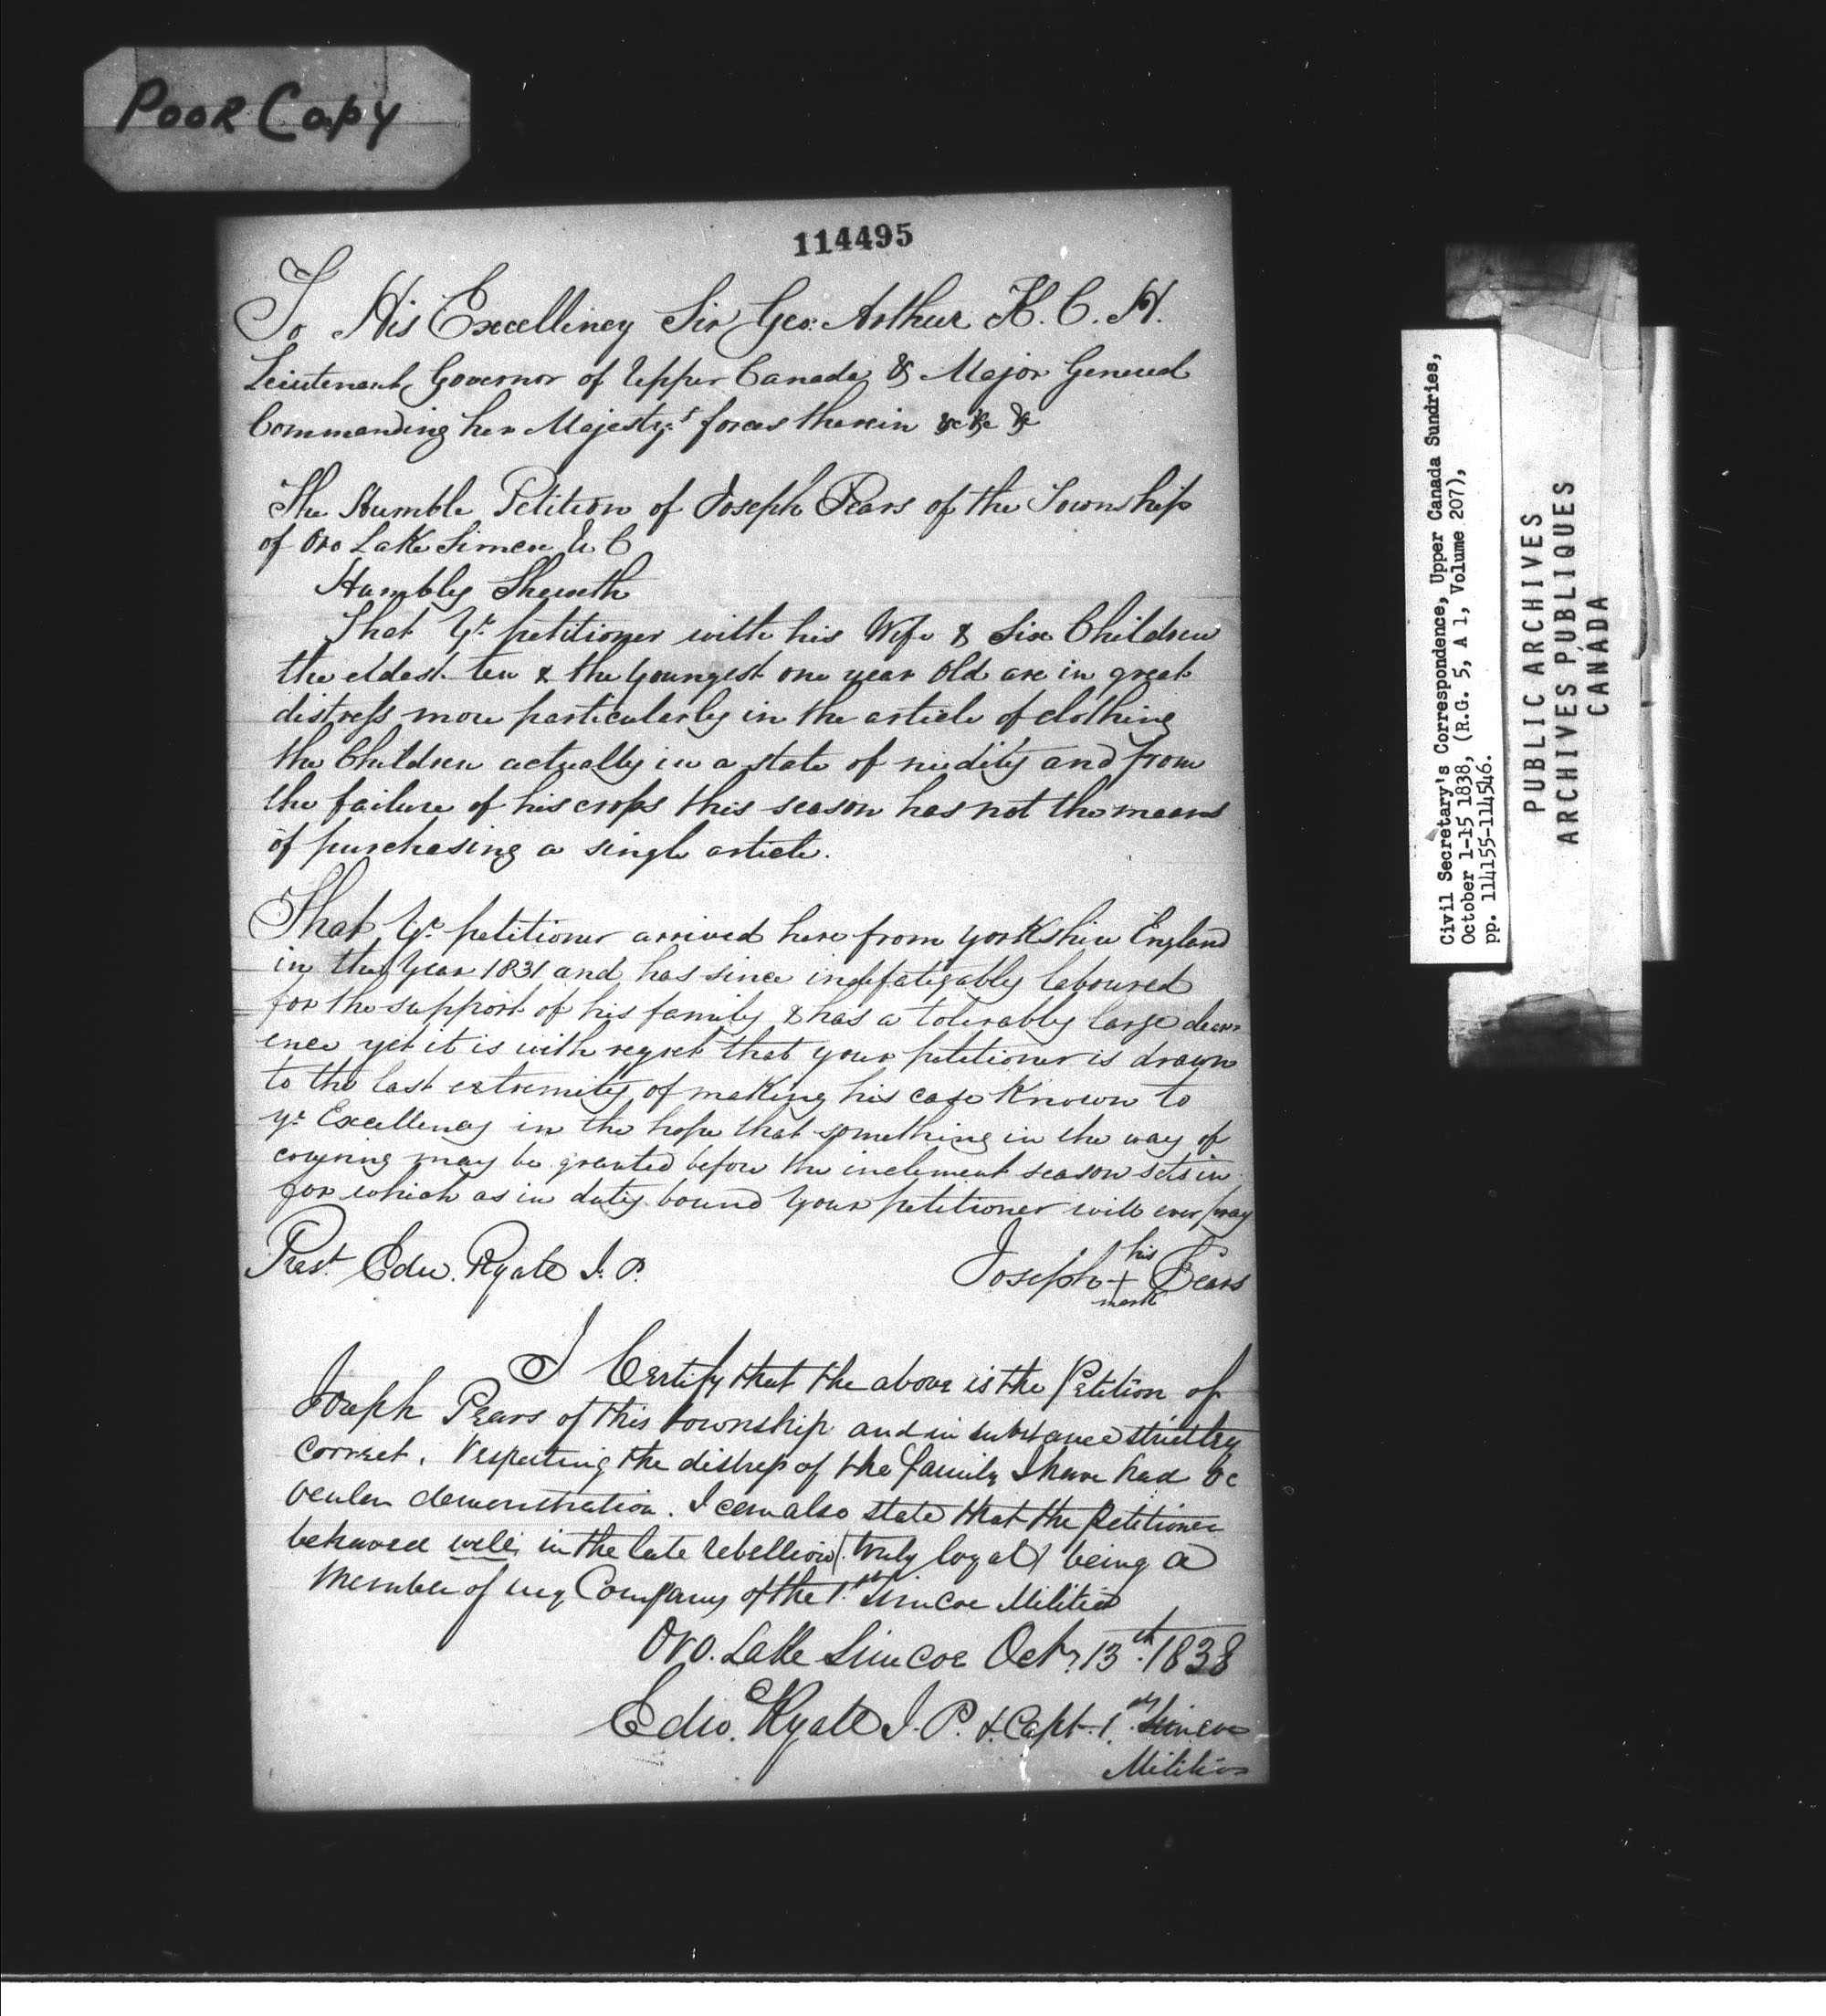 Poor Copy
114495
To His Excellency Sir Geo: Arthur K. C. H.
Lieutenant Governor of Upper Canada & Major General
Commanding her Majesty's forces therein &c &c &c
The Humble Petition of Joseph Pears of the Township
of Oro Lake Simcoe U C
Humbly Sheweth
That Yr. petitioner with his Wife & Six Children
the eldest ten & the youngest one year old are in great
distress more particularly in the article of clothing
the Children actually in a state of nudity and from
the failure of his crops this season has not the means
of purchasing a single article.
That Yr. petitioner arrived here from Yorkshire England
in the Year 1831 and has since indefatigably laboured
for the support of his family & has a tolerably large clear-
ence yet it is with regret that your petitioner is drawn
to the last extremity of making his case Known to
yr. Excellency in the hope that something in the way of
covering may be granted before the inclement season sets in
for which as in duty bound Your petitioner will ever pray
Prest. Edw. Ryall J. P.
Joseph his + mark Pears
I Certify that the above is the Petition of
Joseph Pears of this township and in substance strictly
correct. respecting the distress of the family I have had oc
ocular demonstration. I can also state that the Petitioner
behaved well in the late rebellion (truly loyal) being a
Member of my Company of the 1st Simcoe Militia
Oro. Lake Simcoe Octr. 13th. 1838
Edw. Ryall J. P. & Capt. 1st Simcoe
Militia
Civil Secretary's Correspondence, Upper Canada Sundries,
October 1-15 1838, (R.G. 5, A 1, Volume 207),
pp. 114155-114546.
PUBLIC ARCHIVES
ARCHIVES PUBLIQUES
CANADA